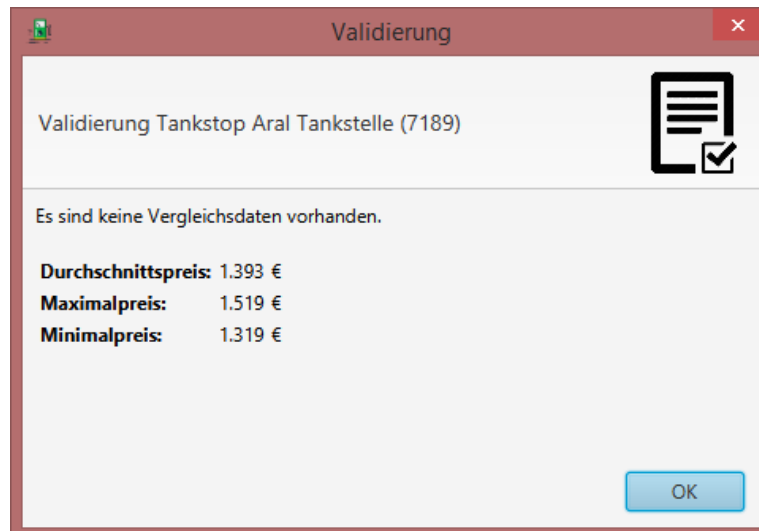 Validierung
Validierung Tankstop Aral Tankstelle (7189)
Es sind keine Vergleichsdaten vorhanden.
Durchschnittspreis: 1.393 €
Maximalpreis: 1.519 €
Minimalpreis: 1.319 €
OK